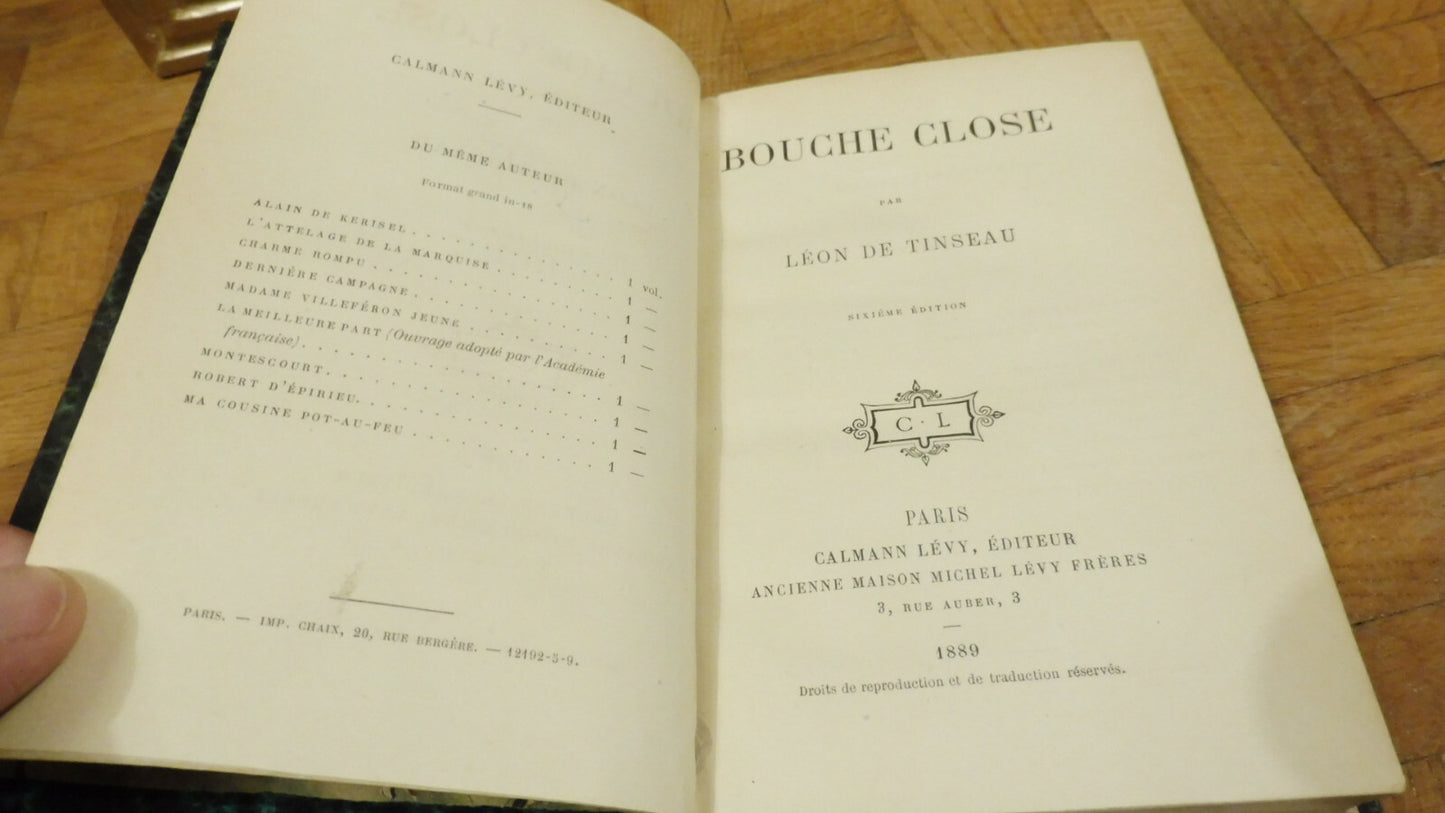 CALMANN LÉVY, ÉDITEUR
DU MÊME AUTEUR
Format grand in-18
ALAIN DE KERISEL. . . . . . . . . . . . . . 1 vol.
L'ATTELAGE DE LA MARQUISE . . . . . . . . 1 —
CHARME ROMPU . . . . . . . . . . . . . . . 1 —
DERNIÈRE CAMPAGNE . . . . . . . . . . . . . 1 —
MADAME VILLEFÉRON JEUNE . . . . . . . . . . 1 —
LA MEILLEURE PART (Ouvrage adopté par l'Académie
française) . . . . . . . . . . . . . . . . . 1 —
MONTESCOURT. . . . . . . . . . . . . . . . . 1 —
ROBERT D'ÉPIRIEU. . . . . . . . . . . . . . 1 —
MA COUSINE POT-AU-FEU . . . . . . . . . . . 1 —
PARIS. — IMP. CHAIX, 20, RUE BERGÈRE. — 12192-5-9.
BOUCHE CLOSE
PAR
LÉON DE TINSEAU
SIXIÈME ÉDITION
C · L
PARIS
CALMANN LÉVY, ÉDITEUR
ANCIENNE MAISON MICHEL LÉVY FRÈRES
3, RUE AUBER, 3
1889
Droits de reproduction et de traduction réservés.